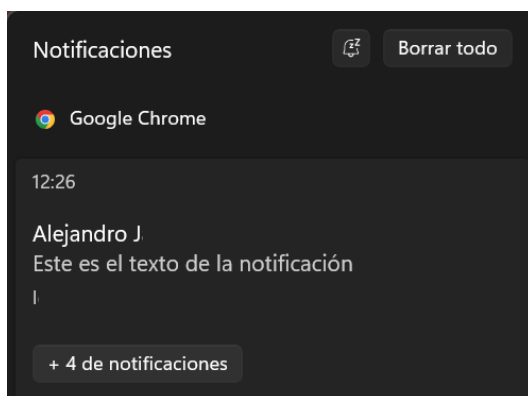 Notificaciones
Borrar todo
Google Chrome
12:26
Alejandro J
Este es el texto de la notificación
+ 4 de notificaciones